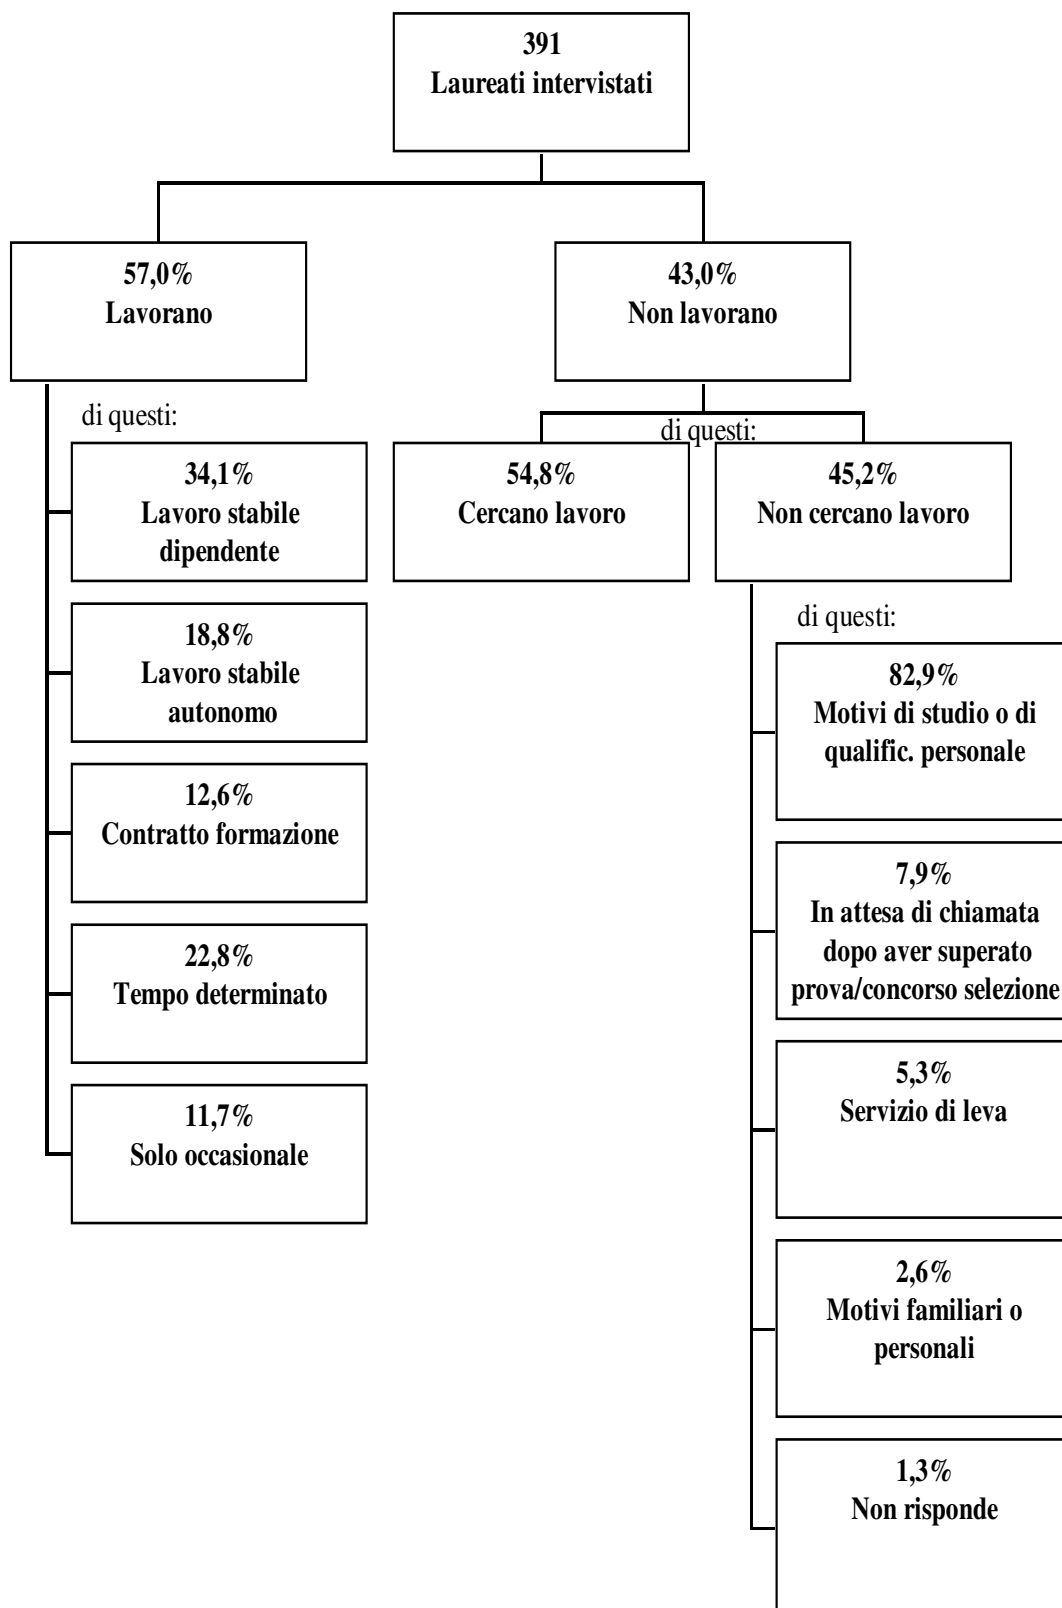 391
Laureati intervistati
57,0%
Lavorano
43,0%
Non lavorano
di questi:
34,1%
Lavoro stabile
dipendente
18,8%
Lavoro stabile
autonomo
12,6%
Contratto formazione
22,8%
Tempo determinato
11,7%
Solo occasionale
di questi:
54,8%
Cercano lavoro
45,2%
Non cercano lavoro
di questi:
82,9%
Motivi di studio o di
qualific. personale
7,9%
In attesa di chiamata
dopo aver superato
prova/concorso selezione
5,3%
Servizio di leva
2,6%
Motivi familiari o
personali
1,3%
Non risponde